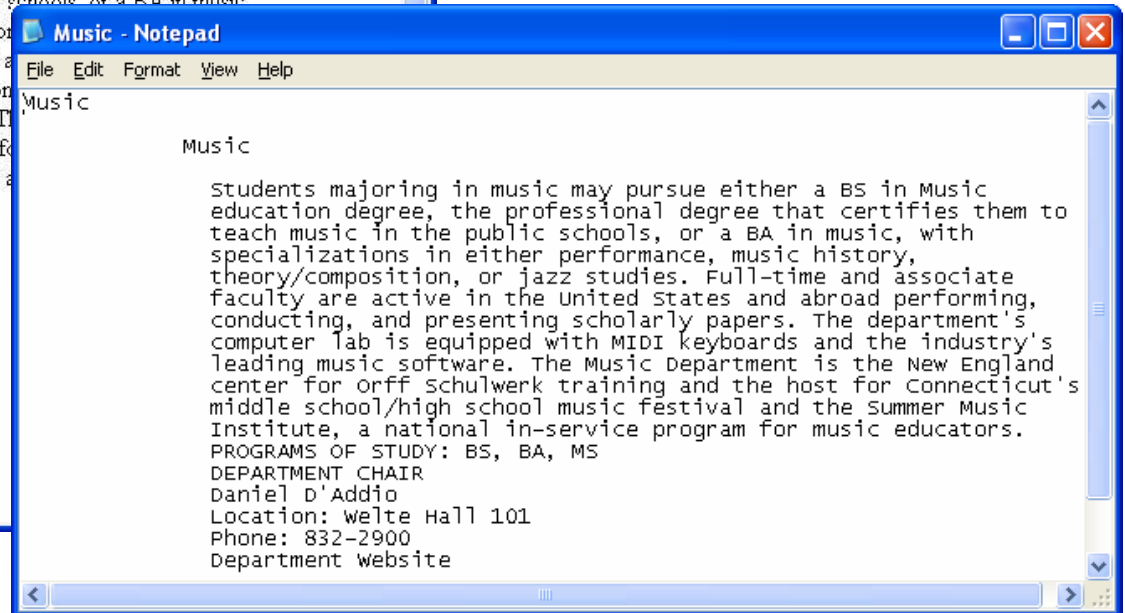 schools, or a BA in music
Music - Notepad
File Edit Format View Help
Music
Music
Students majoring in music may pursue either a BS in Music
education degree, the professional degree that certifies them to
teach music in the public schools, or a BA in music, with
specializations in either performance, music history,
theory/composition, or jazz studies. Full-time and associate
faculty are active in the United States and abroad performing,
conducting, and presenting scholarly papers. The department's
computer lab is equipped with MIDI keyboards and the industry's
leading music software. The Music Department is the New England
center for Orff Schulwerk training and the host for Connecticut's
middle school/high school music festival and the Summer Music
Institute, a national in-service program for music educators.
PROGRAMS OF STUDY: BS, BA, MS
DEPARTMENT CHAIR
Daniel D'Addio
Location: Welte Hall 101
Phone: 832-2900
Department Website